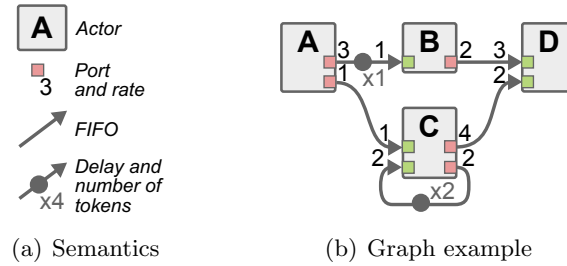 A Actor
3 Port and rate
FIFO
x4 Delay and number of tokens
(a) Semantics
A 3 1 x1 1 B 2 3 2 D
1 2 C 4 2 x2
(b) Graph example